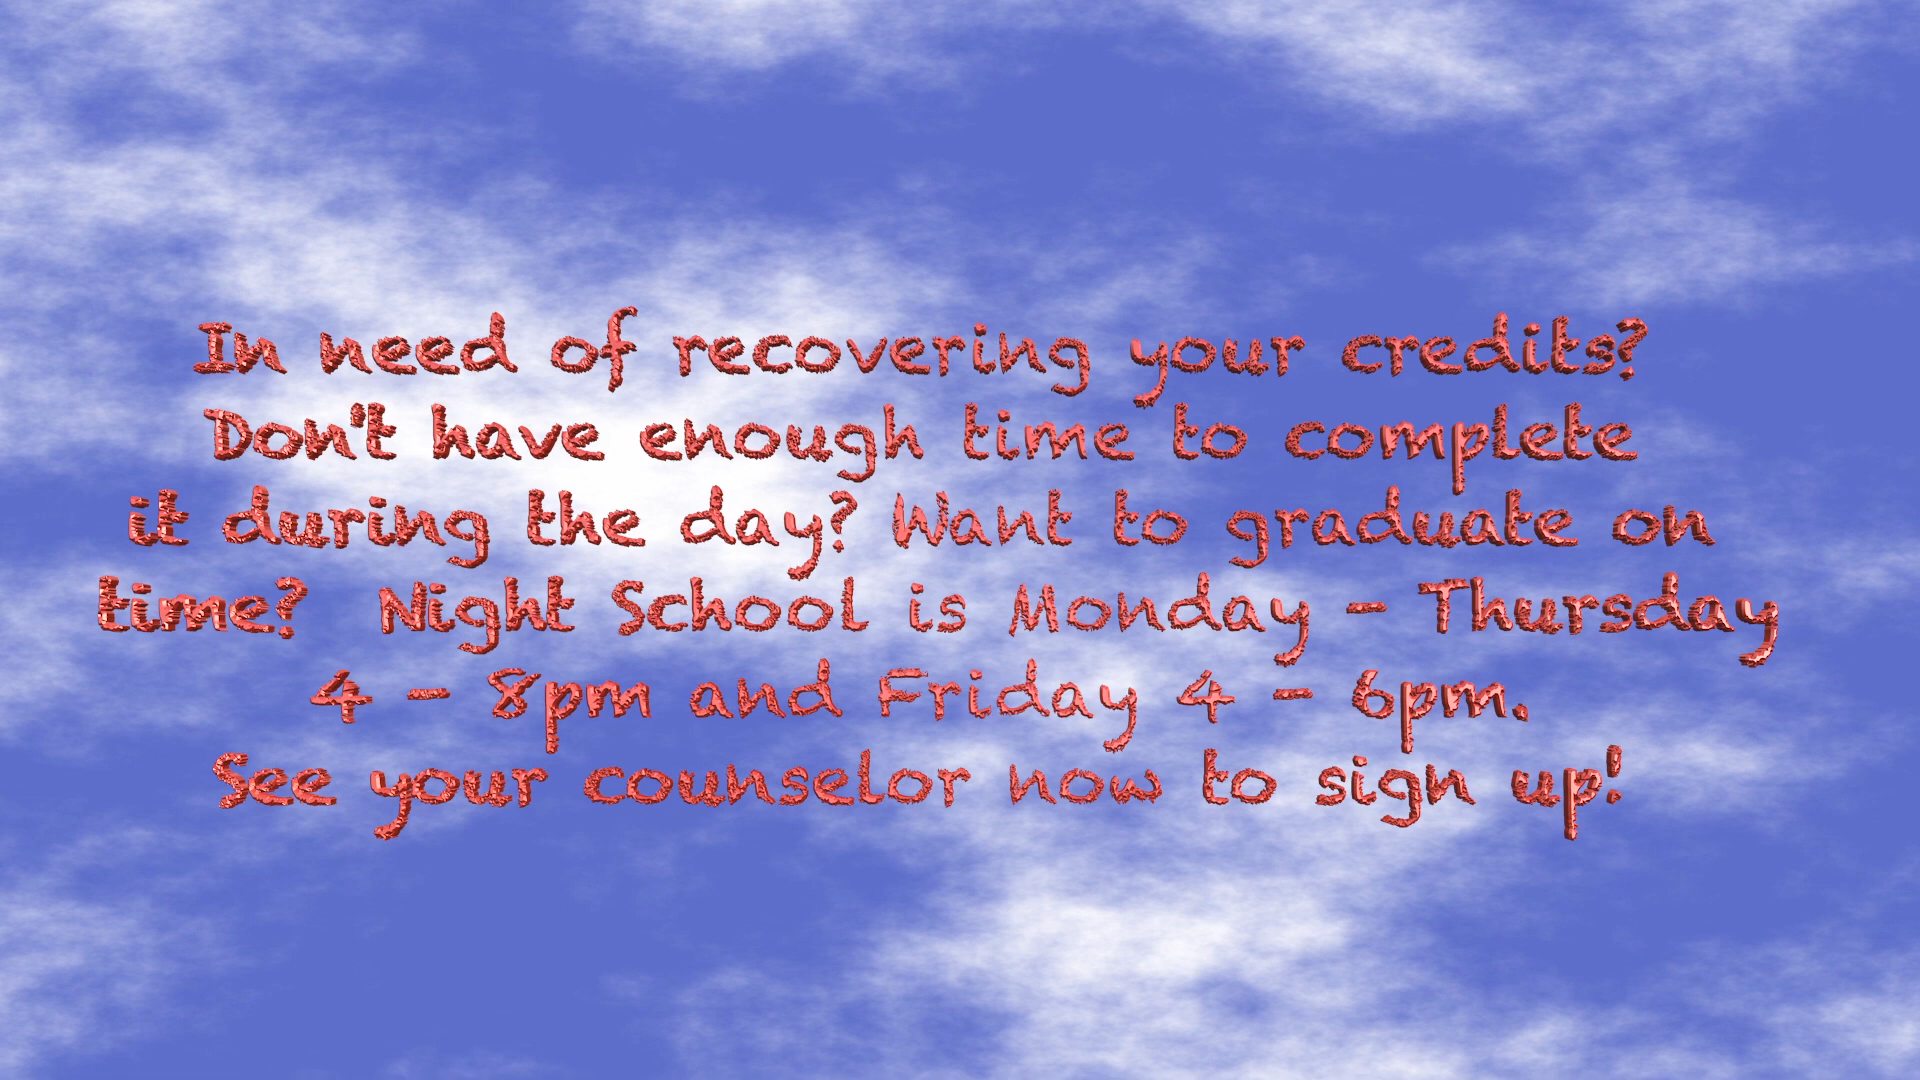 In need of recovering your credits?
Don't have enough time to complete
it during the day? Want to graduate on
time?  Night School is Monday - Thursday
4 - 8pm and Friday 4 - 6pm.
See your counselor now to sign up!